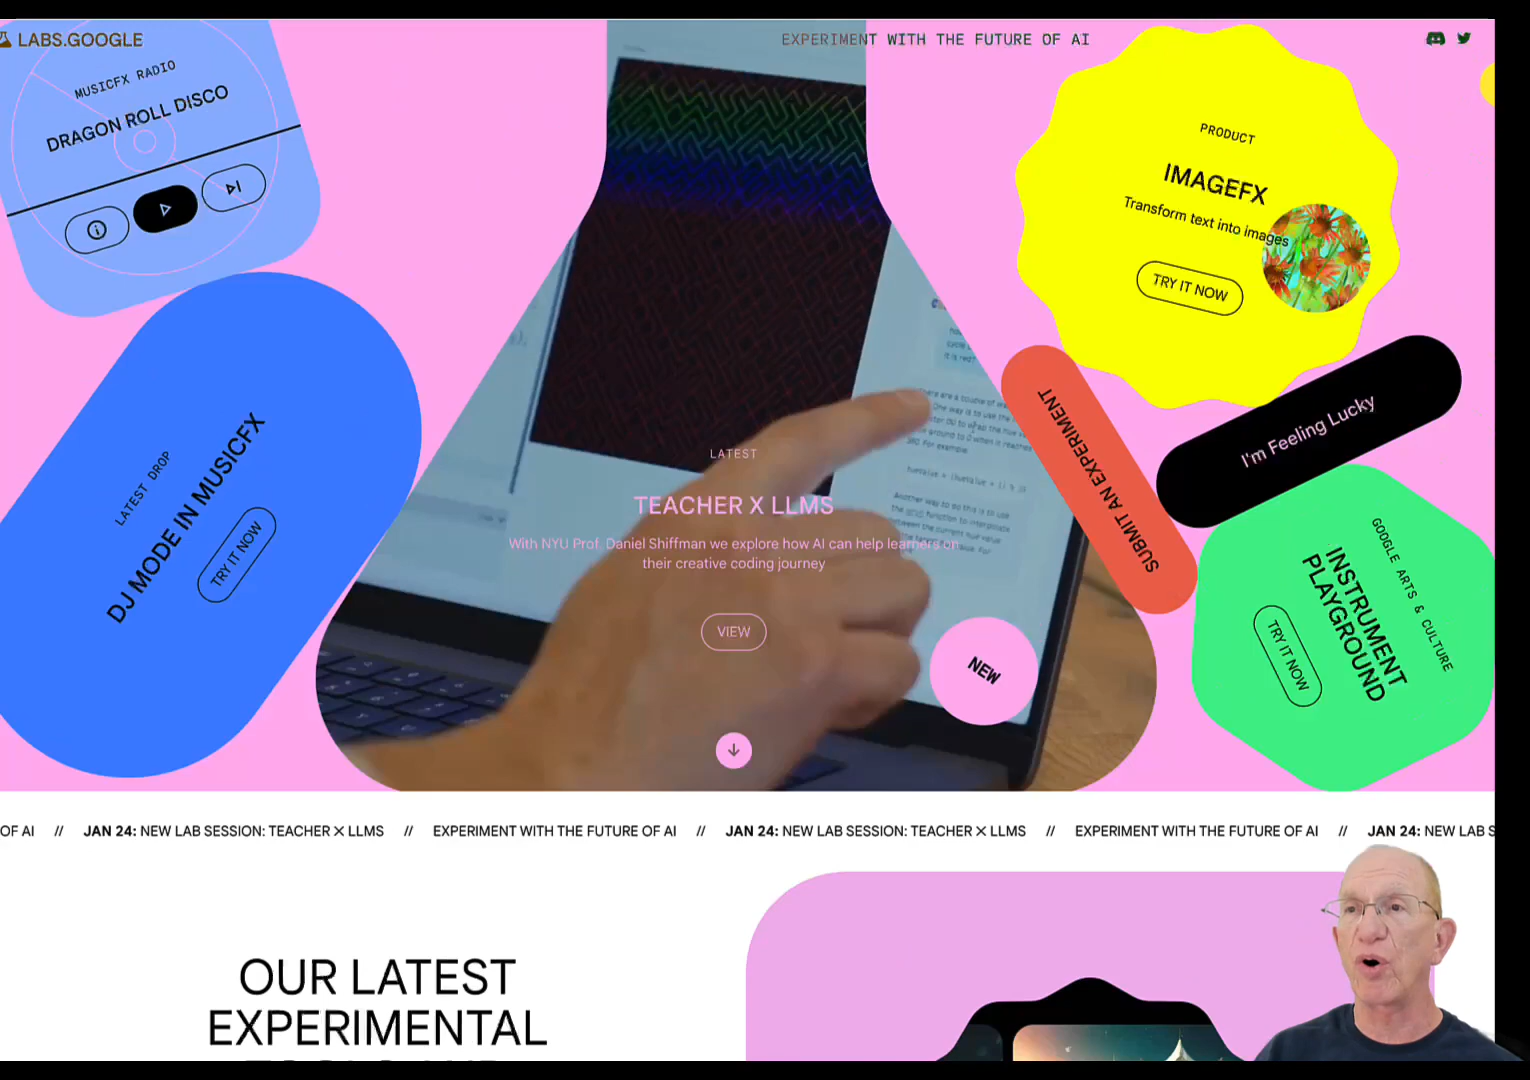 LABS.GOOGLE
EXPERIMENT WITH THE FUTURE OF AI
MUSICFX RADIO
DRAGON ROLL DISCO
PRODUCT
IMAGEFX
Transform text into images
TRY IT NOW
LATEST DROP
DJ MODE IN MUSICFX
TRY IT NOW
LATEST
TEACHER X LLMS
With NYU Prof. Daniel Shiffman we explore how AI can help learners on
their creative coding journey
VIEW
NEW
SUBMIT AN EXPERIMENT
I'm Feeling Lucky
GOOGLE ARTS & CULTURE
INSTRUMENT
PLAYGROUND
TRY IT NOW
OF AI // JAN 24: NEW LAB SESSION: TEACHER X LLMS // EXPERIMENT WITH THE FUTURE OF AI // JAN 24: NEW LAB SESSION: TEACHER X LLMS // EXPERIMENT WITH THE FUTURE OF AI // JAN 24: NEW LAB S
OUR LATEST
EXPERIMENTAL